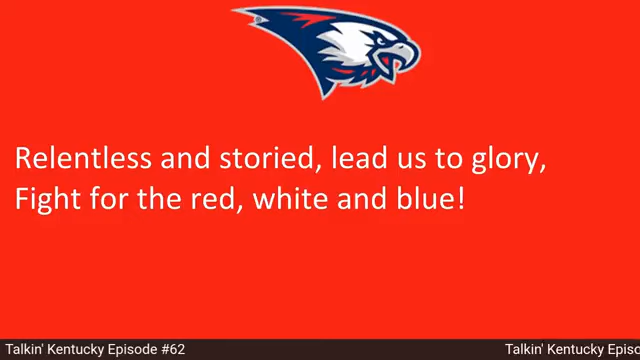 Relentless and storied, lead us to glory,
Fight for the red, white and blue!
Talkin' Kentucky Episode #62
Talkin' Kentucky Episo